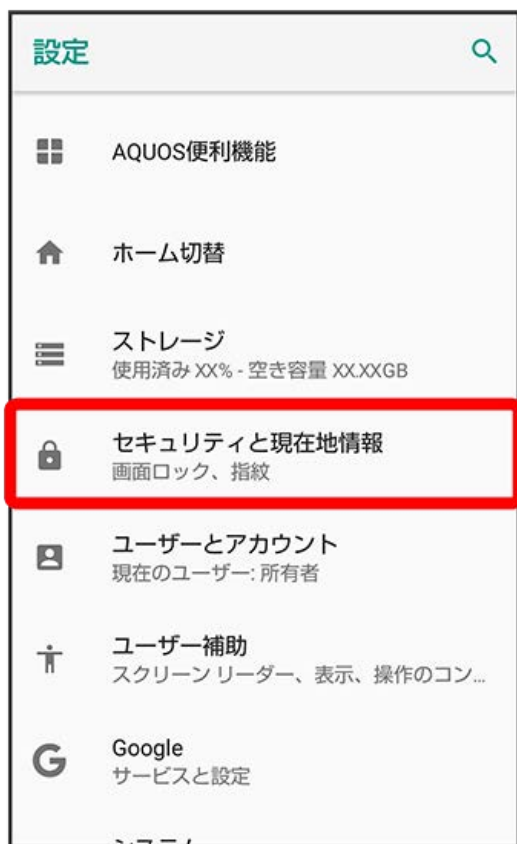 設定
AQUOS便利機能
ホーム切替
ストレージ
使用済み XX% - 空き容量 XX.XXGB
セキュリティと現在地情報
画面ロック、指紋
ユーザーとアカウント
現在のユーザー: 所有者
ユーザー補助
スクリーン リーダー、表示、操作のコン...
Google
サービスと設定